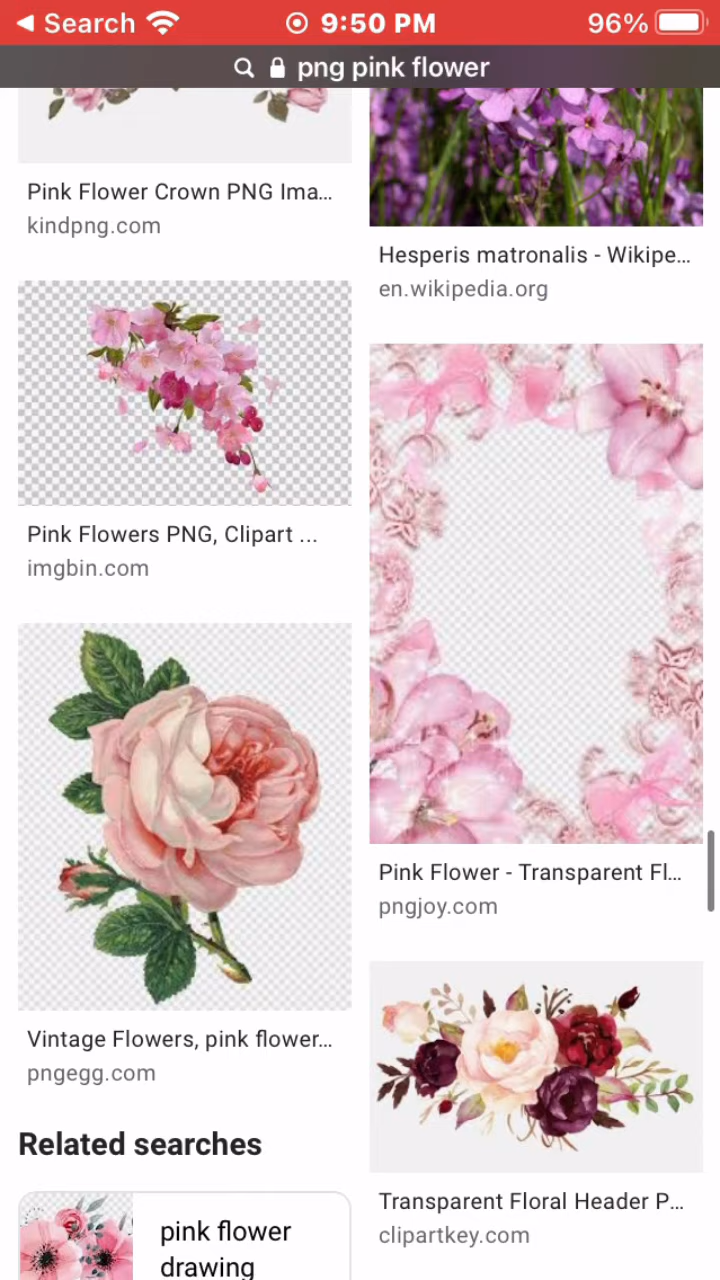 Search 9:50 PM 96%
png pink flower
Pink Flower Crown PNG Ima...
kindpng.com
Hesperis matronalis - Wikipe...
en.wikipedia.org
Pink Flowers PNG, Clipart ...
imgbin.com
Pink Flower - Transparent Fl...
pngjoy.com
Vintage Flowers, pink flower...
pngegg.com
Transparent Floral Header P...
clipartkey.com
Related searches
pink flower
drawing